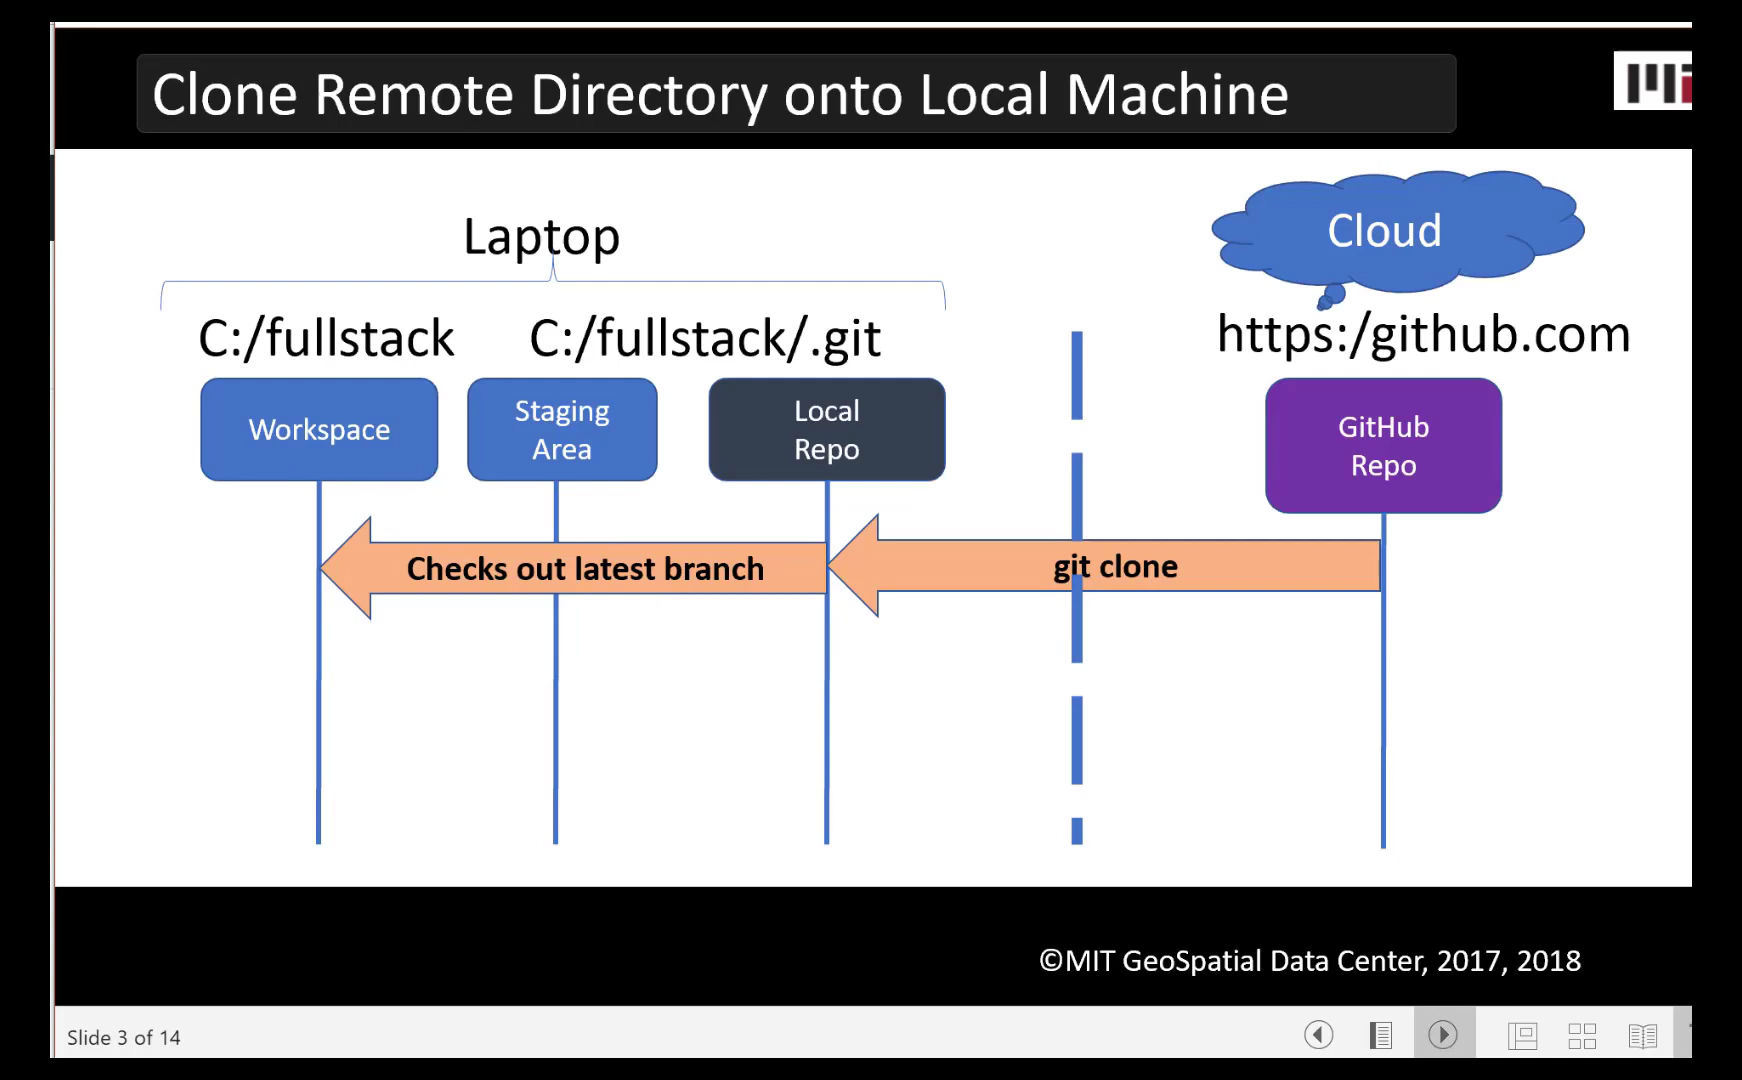 Clone Remote Directory onto Local Machine
Laptop
Cloud
C:/fullstack
C:/fullstack/.git
https:/github.com
Workspace
Staging
Area
Local
Repo
GitHub
Repo
Checks out latest branch
git clone
©MIT GeoSpatial Data Center, 2017, 2018
Slide 3 of 14